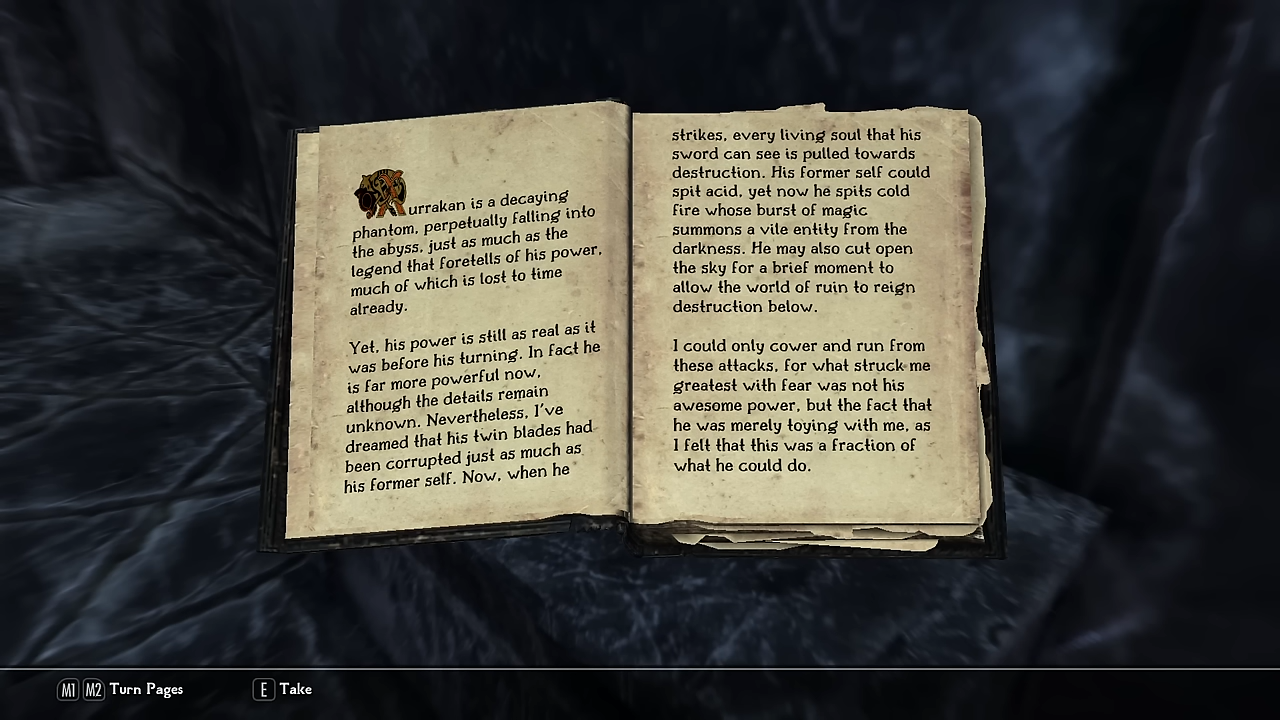 urrakan is a decaying
phantom, perpetually falling into
the abyss, just as much as the
legend that foretells of his power,
much of which is lost to time
already.
Yet, his power is still as real as it
was before his turning. In fact he
is far more powerful now,
although the details remain
unknown. Nevertheless, I've
dreamed that his twin blades had
been corrupted just as much as
his former self. Now, when he
strikes, every living soul that his
sword can see is pulled towards
destruction. His former self could
spit acid, yet now he spits cold
fire whose burst of magic
summons a vile entity from the
darkness. He may also cut open
the sky for a brief moment to
allow the world of ruin to reign
destruction below.
I could only cower and run from
these attacks, for what struck me
greatest with fear was not his
awesome power, but the fact that
he was merely toying with me, as
I felt that this was a fraction of
what he could do.
M1 M2 Turn Pages
E Take